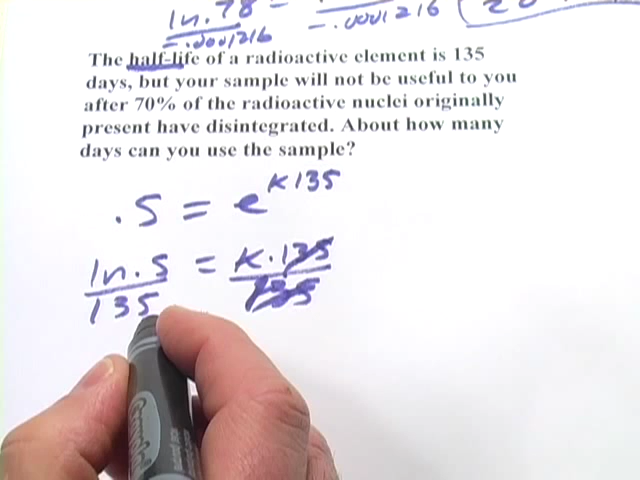 ln.78 =
-.0001216 -.0001216
The half-life of a radioactive element is 135
days, but your sample will not be useful to you
after 70% of the radioactive nuclei originally
present have disintegrated. About how many
days can you use the sample?
.5 = e^K135
ln.5 = K.135
135 135